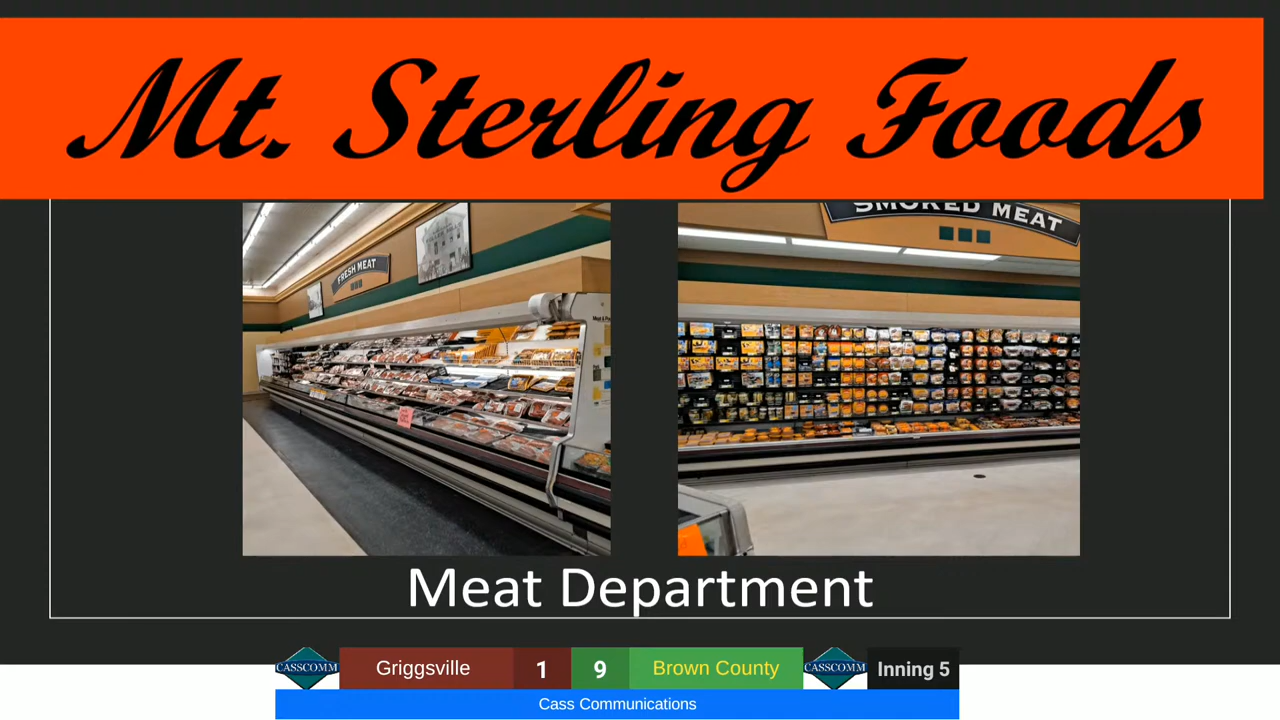 Mt. Sterling Foods
FRESH MEAT
SMOKED MEAT
Meat Department
CASSCOMM Griggsville 1 9 Brown County CASSCOMM Inning 5
Cass Communications